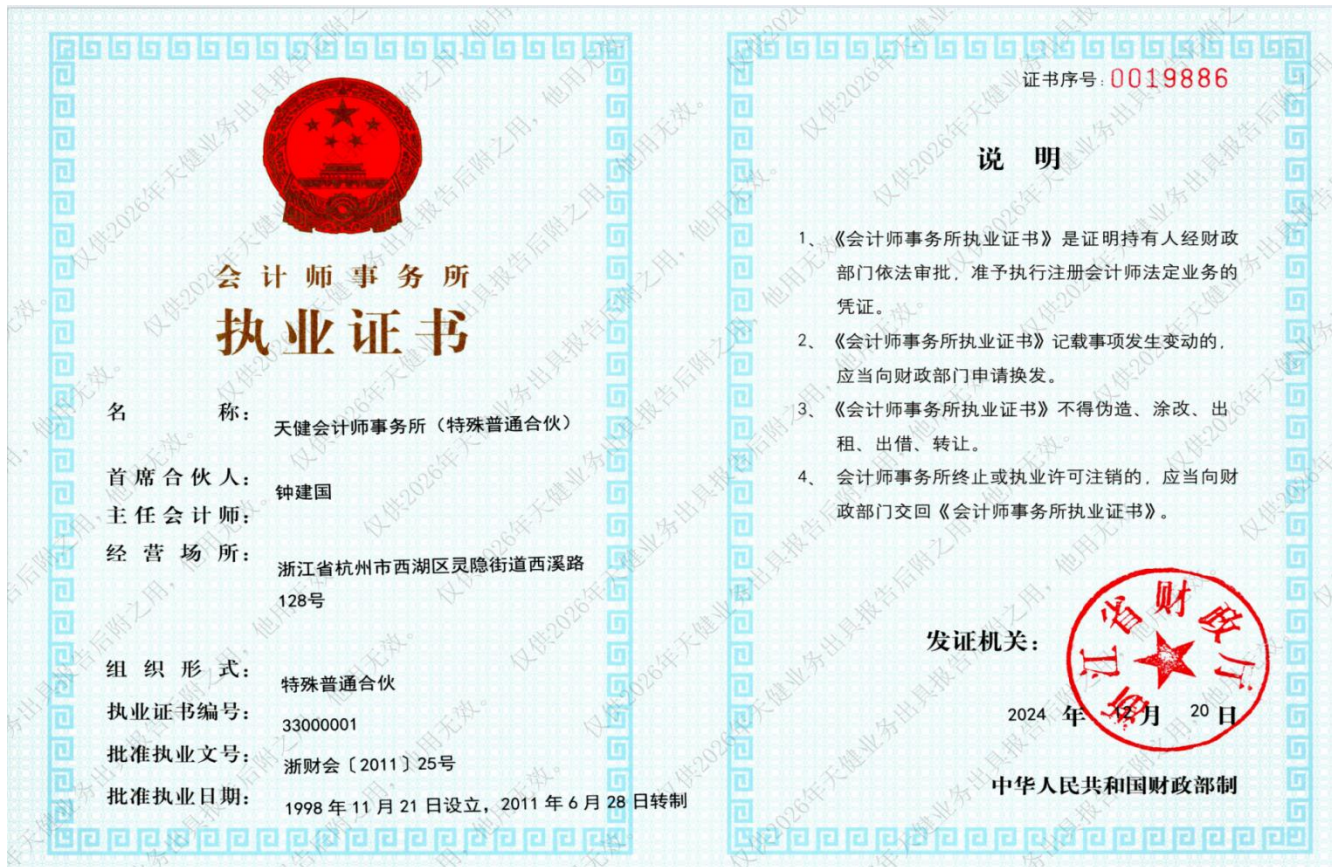 会计师事务所
执业证书
名 称：
天健会计师事务所（特殊普通合伙）
首席合伙人：
钟建国
主任会计师：
经营场所：
浙江省杭州市西湖区灵隐街道西溪路
128号
组织形式：
特殊普通合伙
执业证书编号：
33000001
批准执业文号：
浙财会〔2011〕25号
批准执业日期：
1998年11月21日设立，2011年6月28日转制
证书序号：0019886
说 明
1、《会计师事务所执业证书》是证明持有人经财政
部门依法审批，准予执行注册会计师法定业务的
凭证。
2、《会计师事务所执业证书》记载事项发生变动的，
应当向财政部门申请换发。
3、《会计师事务所执业证书》不得伪造、涂改、出
租、出借、转让。
4、会计师事务所终止或执业许可注销的，应当向财
政部门交回《会计师事务所执业证书》。
发证机关：
浙江省财政厅
2024年12月20日
中华人民共和国财政部制
仅供2026年天健业务出具报告后附之用，他用无效。